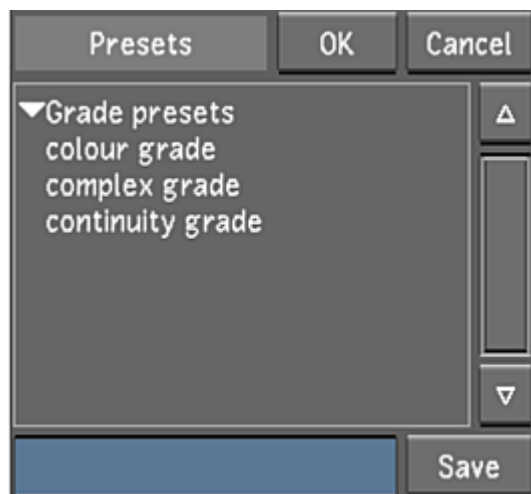 Presets OK Cancel
Grade presets
colour grade
complex grade
continuity grade
Save